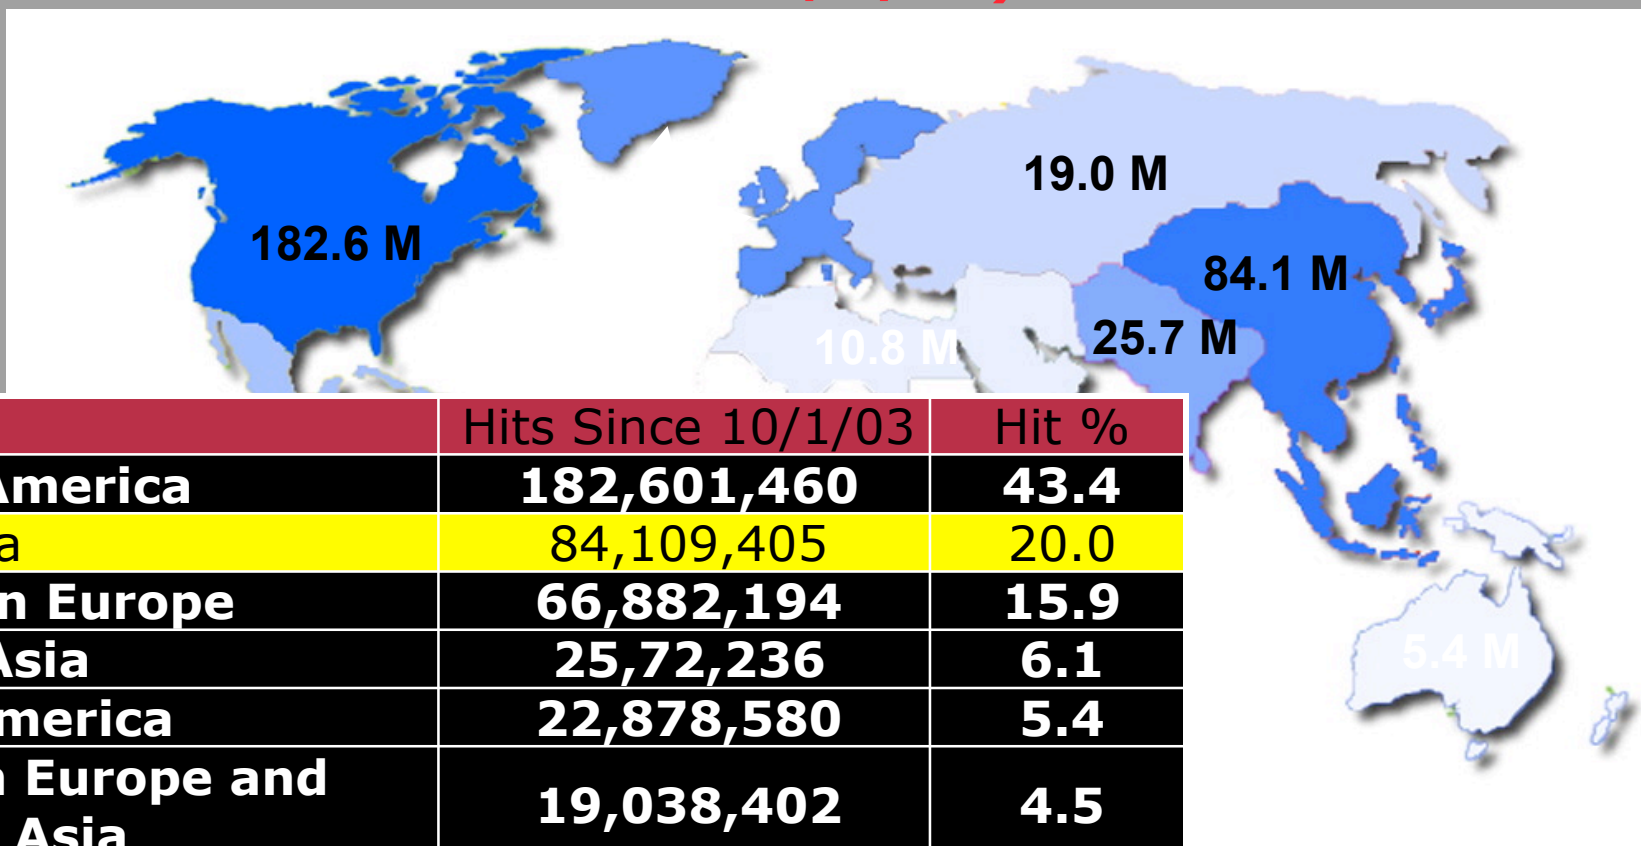 19.0 M
182.6 M
84.1 M
25.7 M
10.8 M
Hits Since 10/1/03 Hit %
America 182,601,460 43.4
a 84,109,405 20.0
n Europe 66,882,194 15.9
Asia 25,72,236 6.1
5.4 M
merica 22,878,580 5.4
Europe and
Asia 19,038,402 4.5